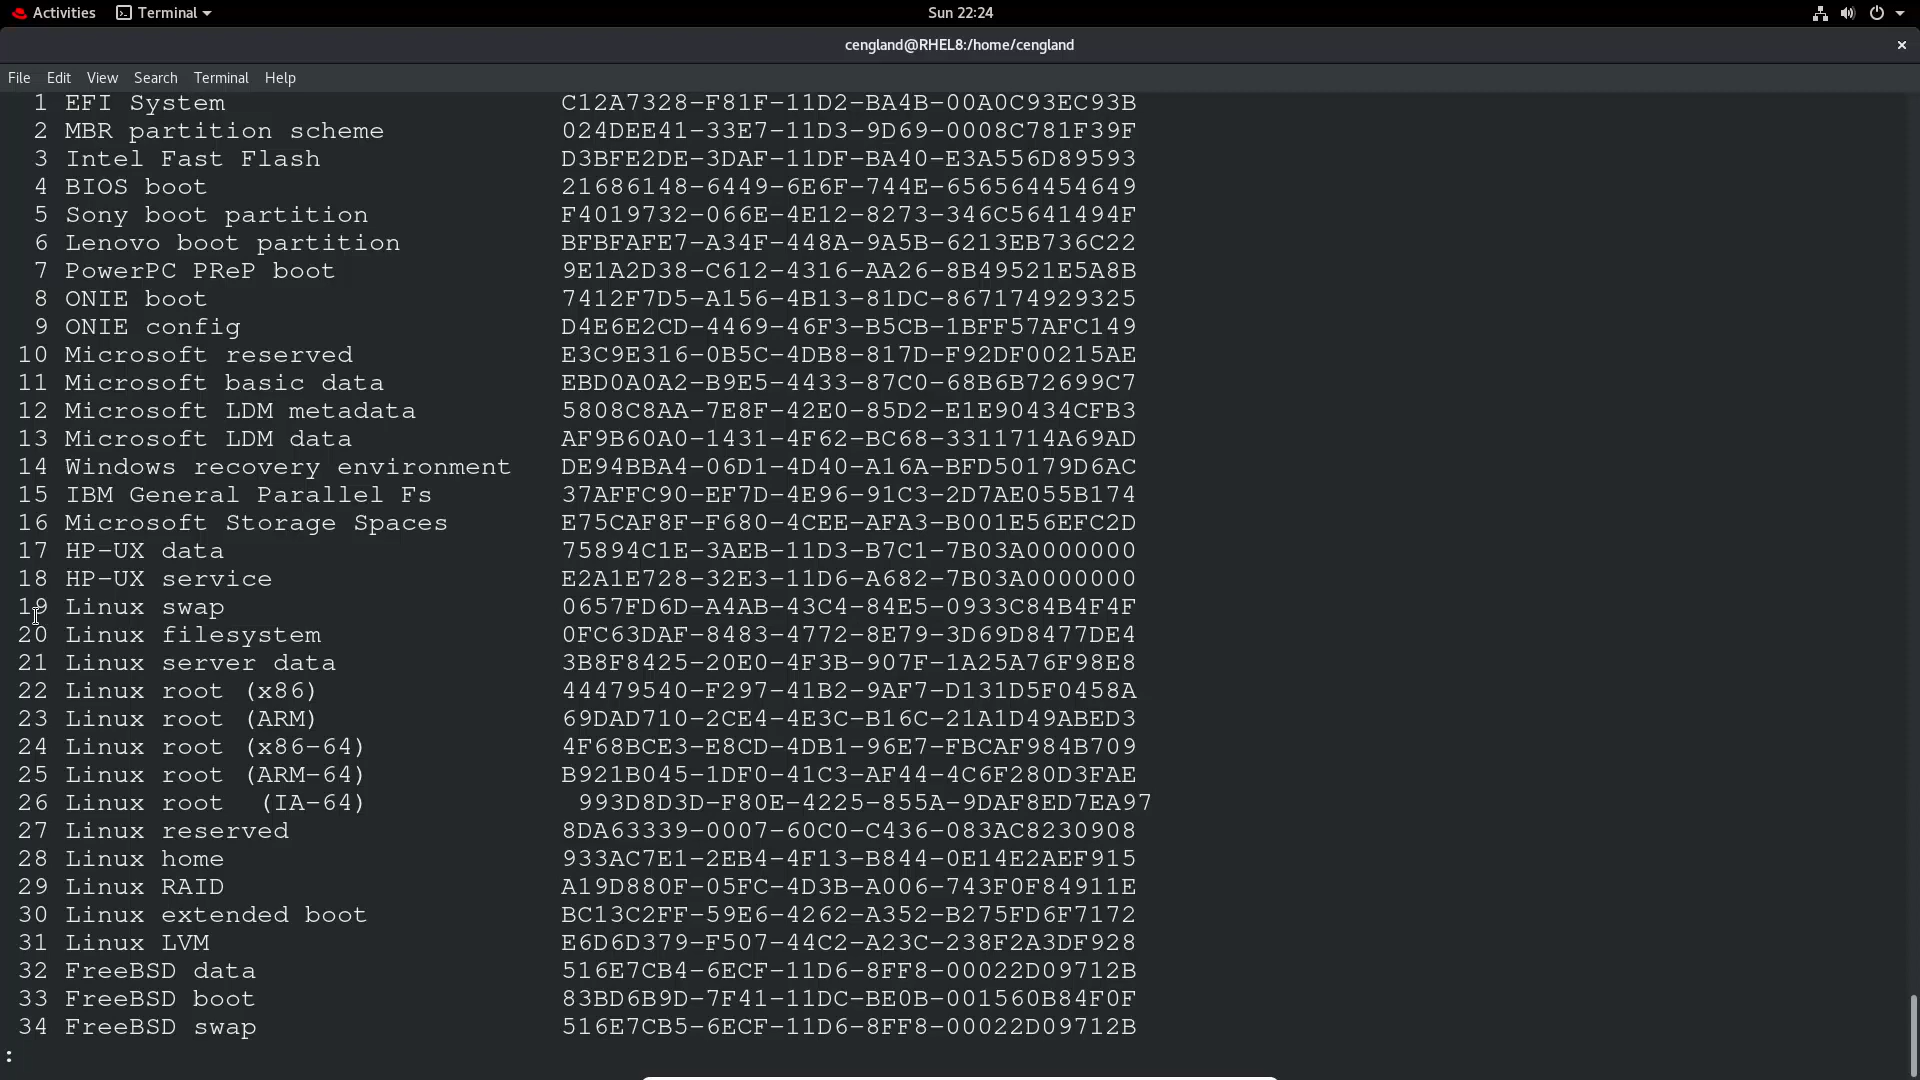 Activities Terminal Sun 22:24
cengland@RHEL8:/home/cengland ×
File Edit View Search Terminal Help
1 EFI System C12A7328-F81F-11D2-BA4B-00A0C93EC93B
2 MBR partition scheme 024DEE41-33E7-11D3-9D69-0008C781F39F
3 Intel Fast Flash D3BFE2DE-3DAF-11DF-BA40-E3A556D89593
4 BIOS boot 21686148-6449-6E6F-744E-656564454649
5 Sony boot partition F4019732-066E-4E12-8273-346C5641494F
6 Lenovo boot partition BFBFAFE7-A34F-448A-9A5B-6213EB736C22
7 PowerPC PReP boot 9E1A2D38-C612-4316-AA26-8B49521E5A8B
8 ONIE boot 7412F7D5-A156-4B13-81DC-867174929325
9 ONIE config D4E6E2CD-4469-46F3-B5CB-1BFF57AFC149
10 Microsoft reserved E3C9E316-0B5C-4DB8-817D-F92DF00215AE
11 Microsoft basic data EBD0A0A2-B9E5-4433-87C0-68B6B72699C7
12 Microsoft LDM metadata 5808C8AA-7E8F-42E0-85D2-E1E90434CFB3
13 Microsoft LDM data AF9B60A0-1431-4F62-BC68-3311714A69AD
14 Windows recovery environment DE94BBA4-06D1-4D40-A16A-BFD50179D6AC
15 IBM General Parallel Fs 37AFFC90-EF7D-4E96-91C3-2D7AE055B174
16 Microsoft Storage Spaces E75CAF8F-F680-4CEE-AFA3-B001E56EFC2D
17 HP-UX data 75894C1E-3AEB-11D3-B7C1-7B03A0000000
18 HP-UX service E2A1E728-32E3-11D6-A682-7B03A0000000
19 Linux swap 0657FD6D-A4AB-43C4-84E5-0933C84B4F4F
20 Linux filesystem 0FC63DAF-8483-4772-8E79-3D69D8477DE4
21 Linux server data 3B8F8425-20E0-4F3B-907F-1A25A76F98E8
22 Linux root (x86) 44479540-F297-41B2-9AF7-D131D5F0458A
23 Linux root (ARM) 69DAD710-2CE4-4E3C-B16C-21A1D49ABED3
24 Linux root (x86-64) 4F68BCE3-E8CD-4DB1-96E7-FBCAF984B709
25 Linux root (ARM-64) B921B045-1DF0-41C3-AF44-4C6F280D3FAE
26 Linux root (IA-64) 993D8D3D-F80E-4225-855A-9DAF8ED7EA97
27 Linux reserved 8DA63339-0007-60C0-C436-083AC8230908
28 Linux home 933AC7E1-2EB4-4F13-B844-0E14E2AEF915
29 Linux RAID A19D880F-05FC-4D3B-A006-743F0F84911E
30 Linux extended boot BC13C2FF-59E6-4262-A352-B275FD6F7172
31 Linux LVM E6D6D379-F507-44C2-A23C-238F2A3DF928
32 FreeBSD data 516E7CB4-6ECF-11D6-8FF8-00022D09712B
33 FreeBSD boot 83BD6B9D-7F41-11DC-BE0B-001560B84F0F
34 FreeBSD swap 516E7CB5-6ECF-11D6-8FF8-00022D09712B
: